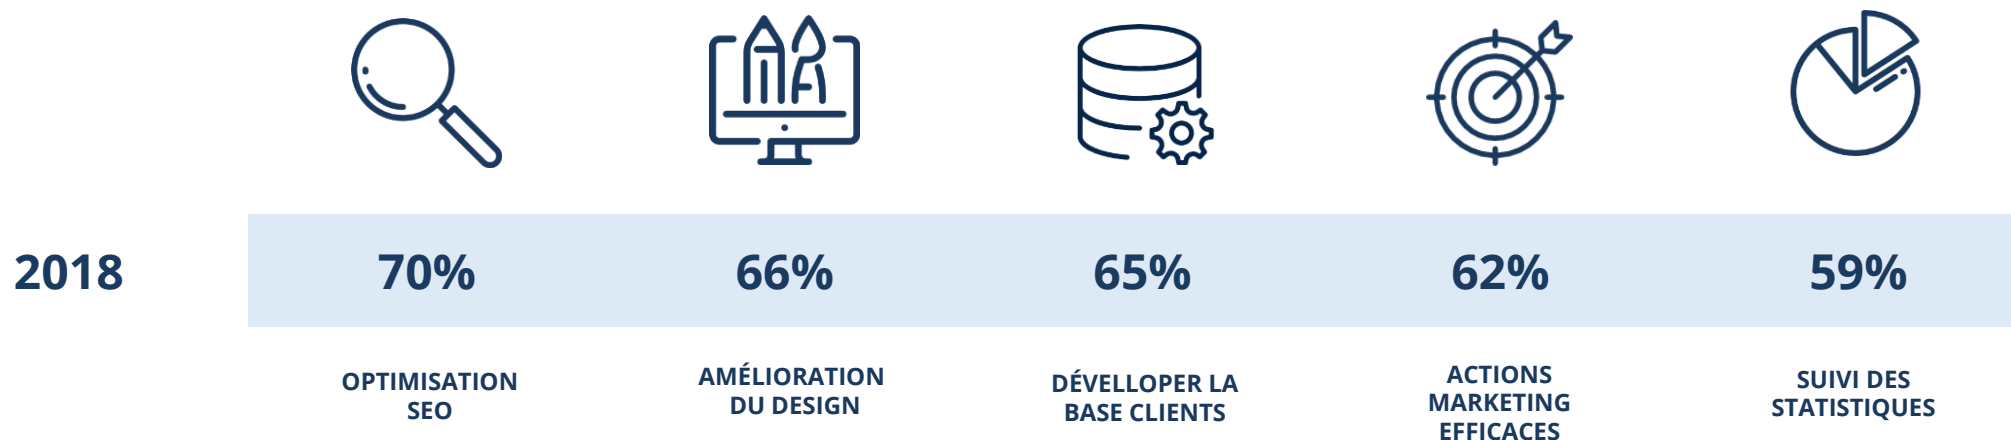 2018
70%
66%
65%
62%
59%
OPTIMISATION
SEO
AMÉLIORATION
DU DESIGN
DÉVELLOPER LA
BASE CLIENTS
ACTIONS
MARKETING
EFFICACES
SUIVI DES
STATISTIQUES